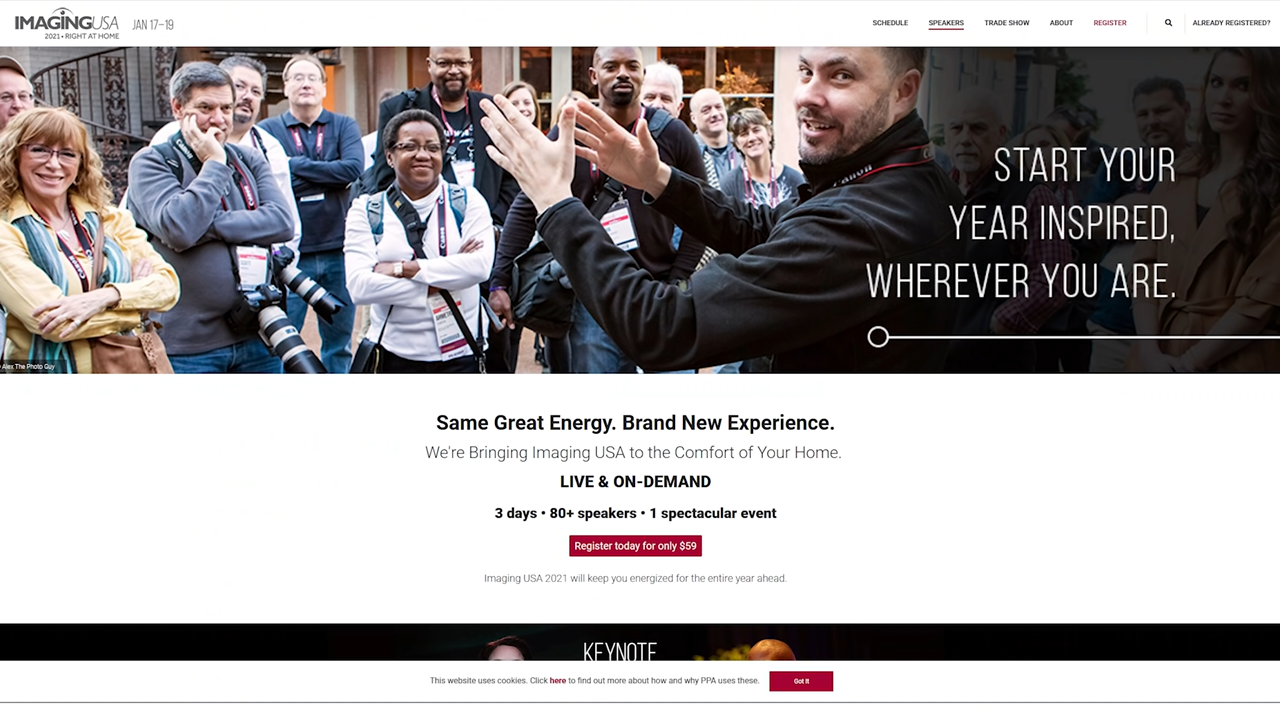 IMAGINGUSA
2021 • RIGHT AT HOME
JAN 17–19
SCHEDULE
SPEAKERS
TRADE SHOW
ABOUT
REGISTER
ALREADY REGISTERED?
Canon
Canon
Canon
START YOUR
YEAR INSPIRED,
WHEREVER YOU ARE.
Alex The Photo Guy
Same Great Energy. Brand New Experience.
We're Bringing Imaging USA to the Comfort of Your Home.
LIVE & ON-DEMAND
3 days • 80+ speakers • 1 spectacular event
Register today for only $59
Imaging USA 2021 will keep you energized for the entire year ahead.
KEYNOTE
This website uses cookies. Click here to find out more about how and why PPA uses these.
Got It